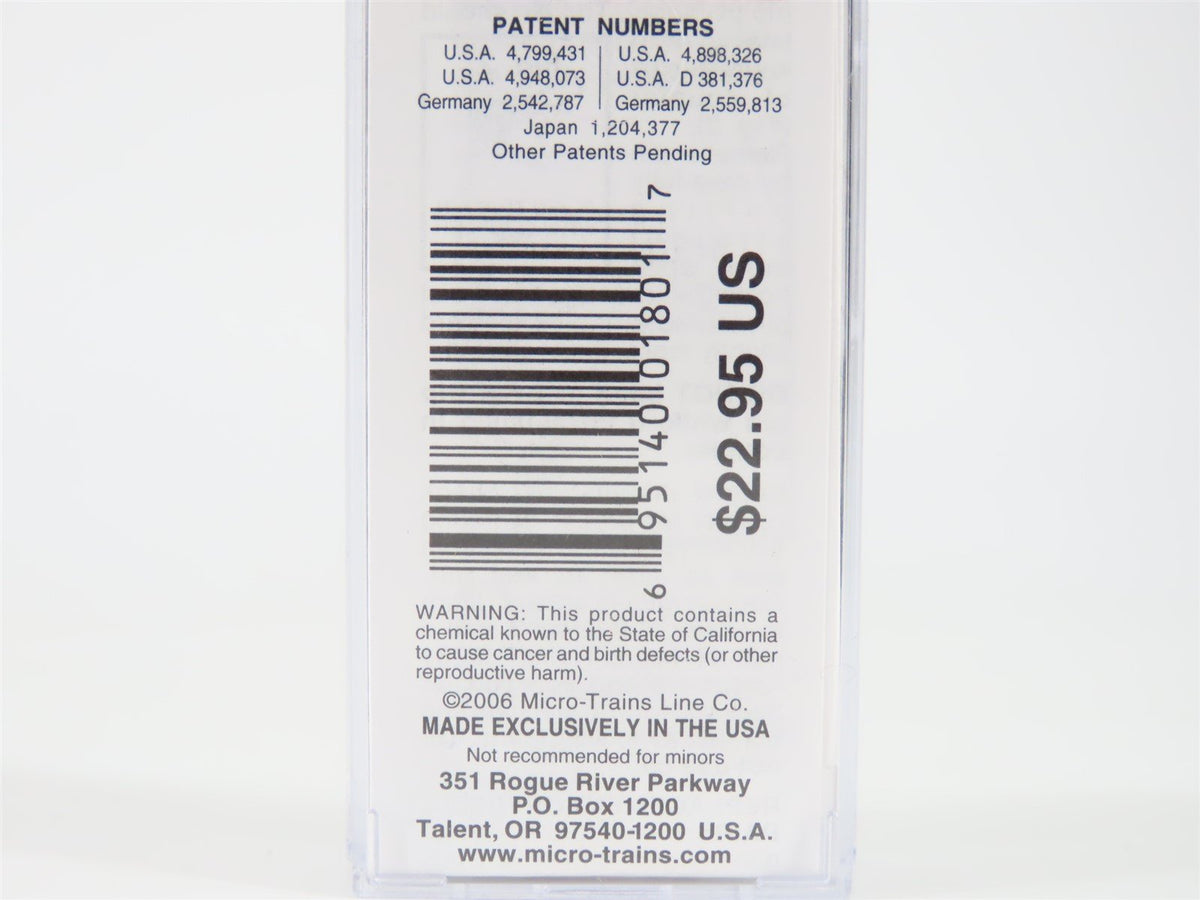 PATENT NUMBERS
U.S.A. 4,799,431 U.S.A. 4,898,326
U.S.A. 4,948,073 U.S.A. D 381,376
Germany 2,542,787 Germany 2,559,813
Japan 1,204,377
Other Patents Pending
6 95140 01801 7
$22.95 US
WARNING: This product contains a
chemical known to the State of California
to cause cancer and birth defects (or other
reproductive harm).
©2006 Micro-Trains Line Co.
MADE EXCLUSIVELY IN THE USA
Not recommended for minors
351 Rogue River Parkway
P.O. Box 1200
Talent, OR 97540-1200 U.S.A.
www.micro-trains.com